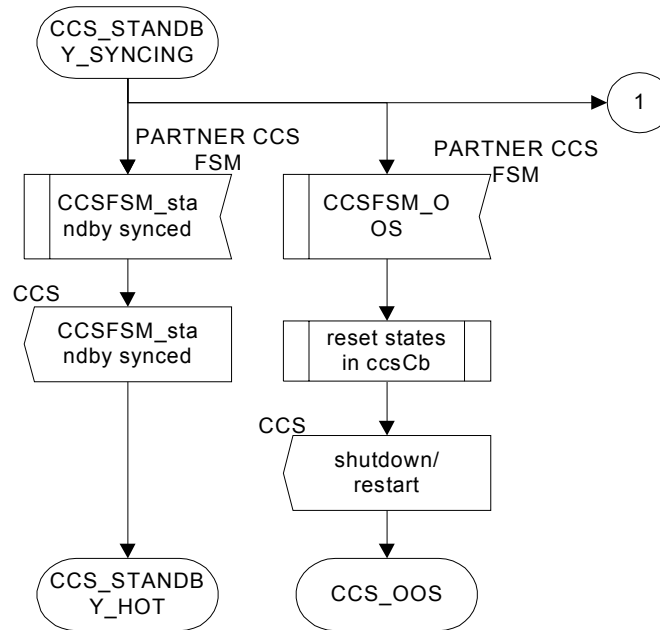 CCS_STANDB
Y_SYNCING
1
PARTNER CCS
FSM
PARTNER CCS
FSM
CCSFSM_sta
ndby synced
CCSFSM_O
OS
CCS
CCSFSM_sta
ndby synced
reset states
in ccsCb
CCS
shutdown/
restart
CCS_STANDB
Y_HOT
CCS_OOS